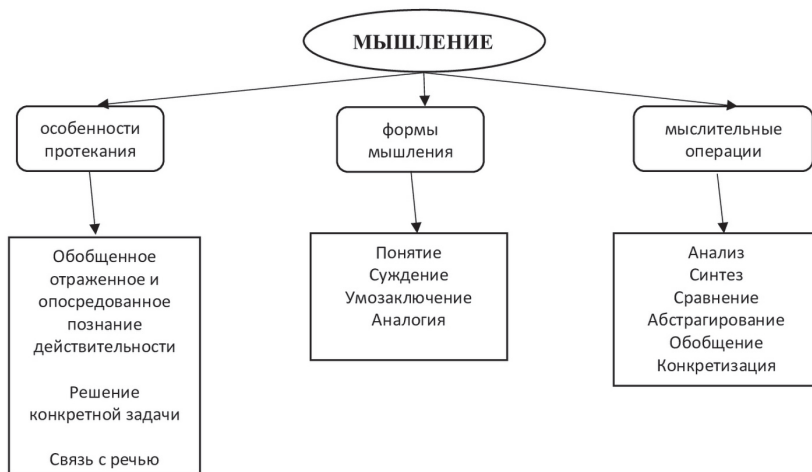 МЫШЛЕНИЕ
особенности
протекания
формы
мышления
мыслительные
операции
Обобщенное
отраженное и
опосредованное
познание
действительности
Решение
конкретной задачи
Связь с речью
Понятие
Суждение
Умозаключение
Аналогия
Анализ
Синтез
Сравнение
Абстрагирование
Обобщение
Конкретизация